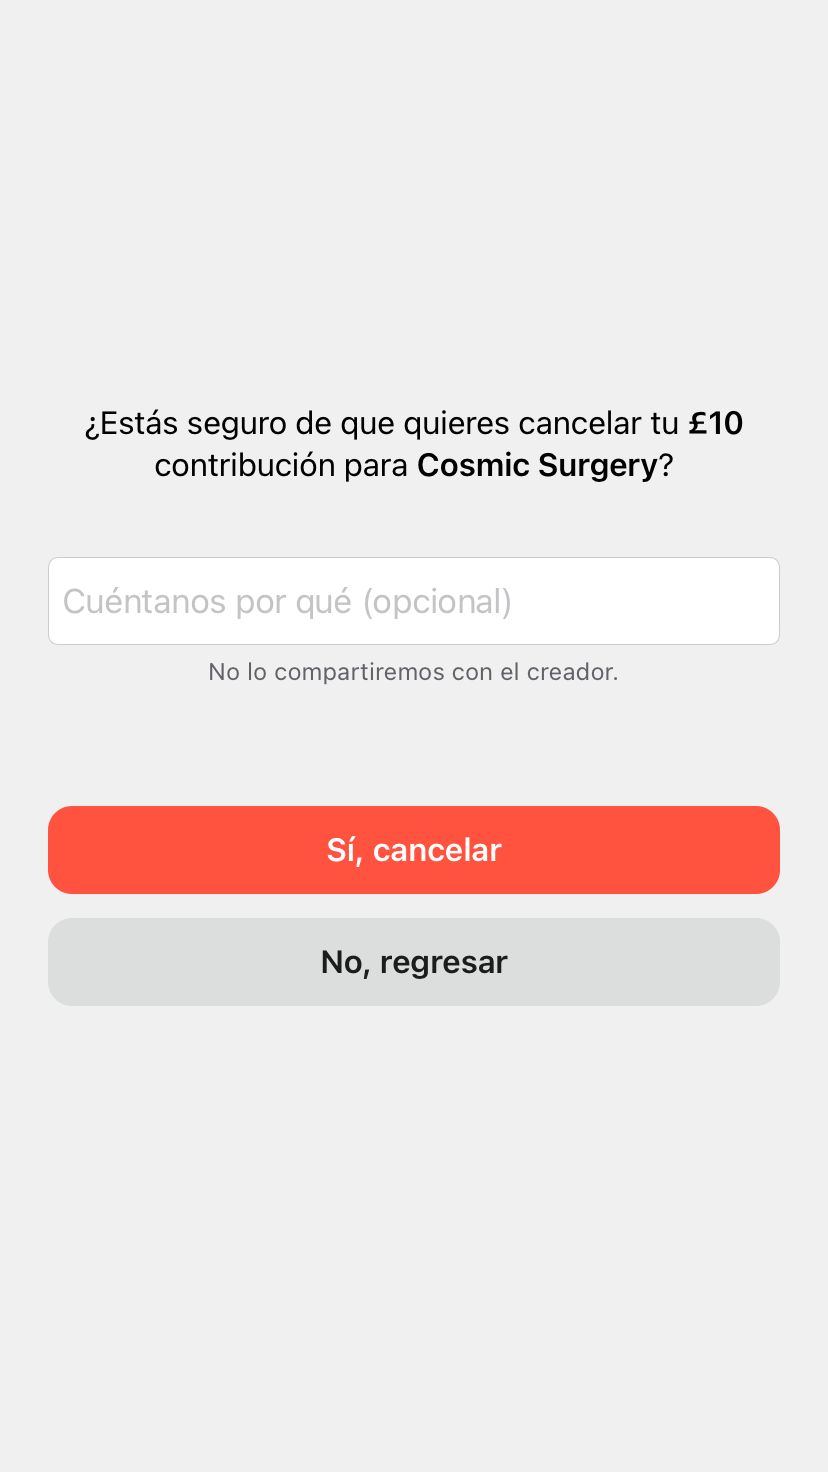 ¿Estás seguro de que quieres cancelar tu £10
contribución para Cosmic Surgery?
Cuéntanos por qué (opcional)
No lo compartiremos con el creador.
Sí, cancelar
No, regresar